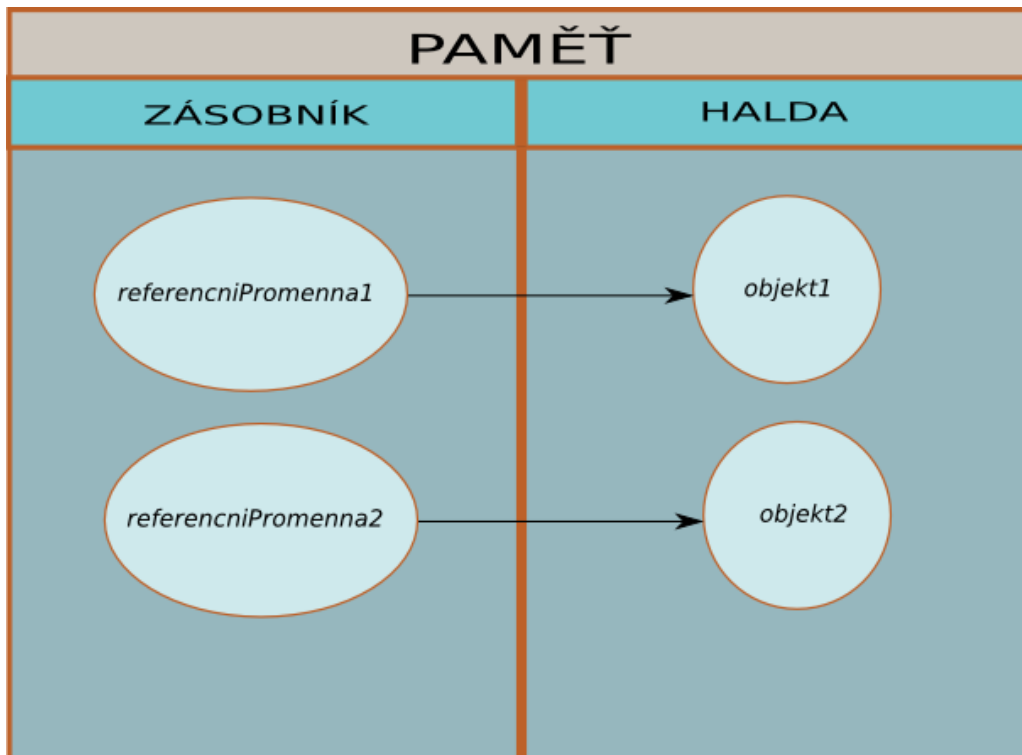 PAMĚŤ
ZÁSOBNÍK
HALDA
referencniPromenna1
objekt1
referencniPromenna2
objekt2